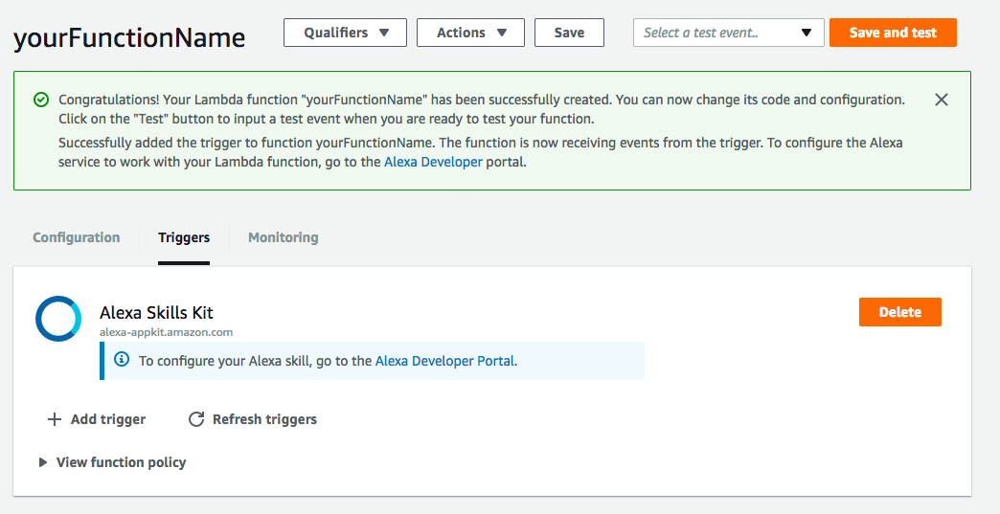 yourFunctionName
Qualifiers
Actions
Save
Select a test event..
Save and test
Congratulations! Your Lambda function "yourFunctionName" has been successfully created. You can now change its code and configuration.
Click on the "Test" button to input a test event when you are ready to test your function.
Successfully added the trigger to function yourFunctionName. The function is now receiving events from the trigger. To configure the Alexa
service to work with your Lambda function, go to the Alexa Developer portal.
Configuration
Triggers
Monitoring
Alexa Skills Kit
Delete
alexa-appkit.amazon.com
To configure your Alexa skill, go to the Alexa Developer Portal.
Add trigger
Refresh triggers
View function policy